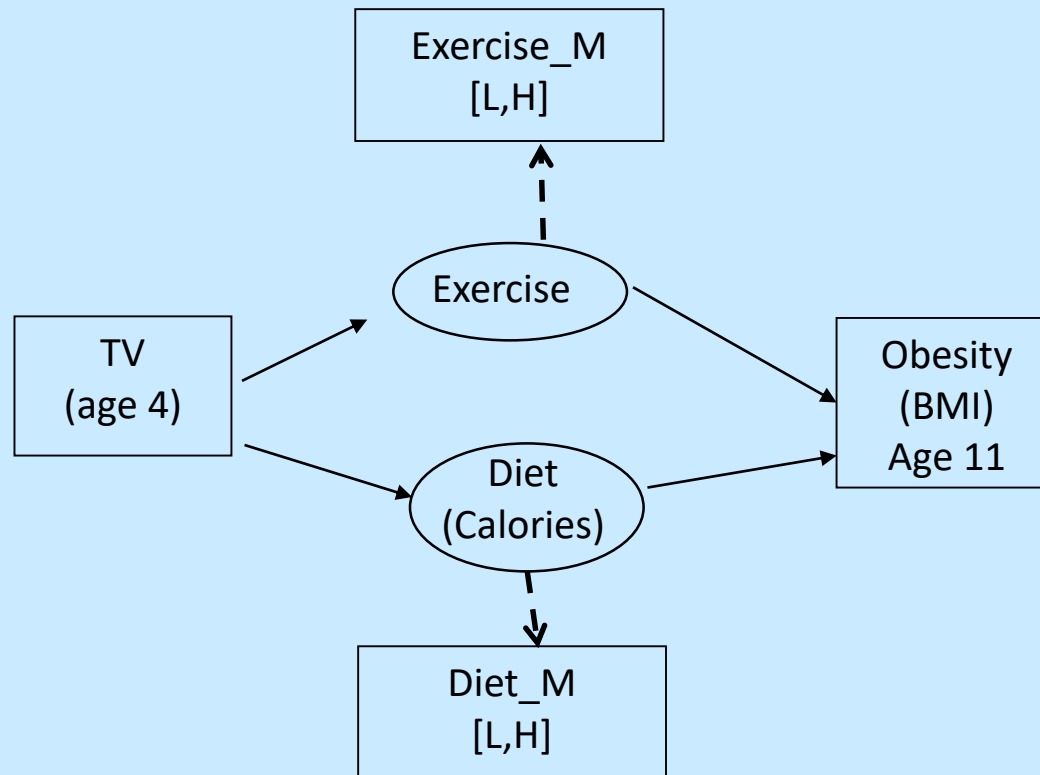 Exercise_M
[L,H]
Exercise
TV
(age 4)
Obesity
(BMI)
Age 11
Diet
(Calories)
Diet_M
[L,H]